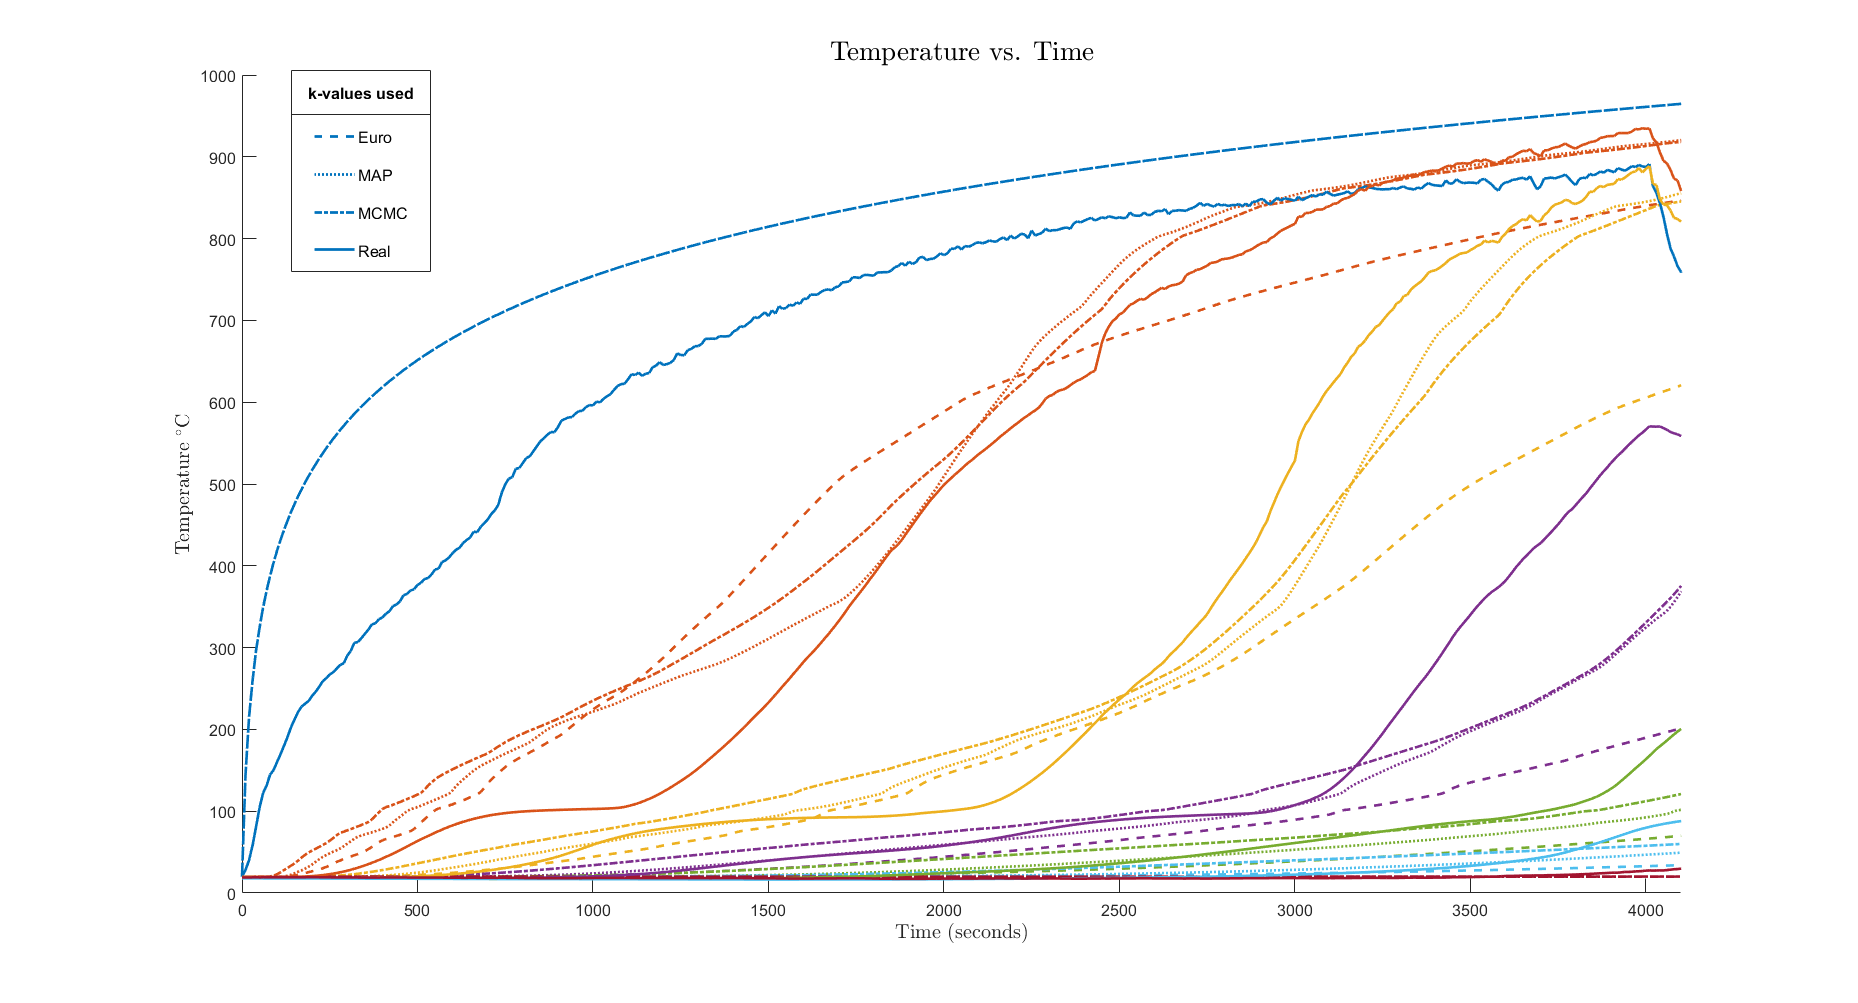 Temperature vs. Time
k-values used
Euro
MAP
MCMC
Real
1000
900
800
700
600
500
400
300
200
100
0
Temperature °C
0 500 1000 1500 2000 2500 3000 3500 4000
Time (seconds)